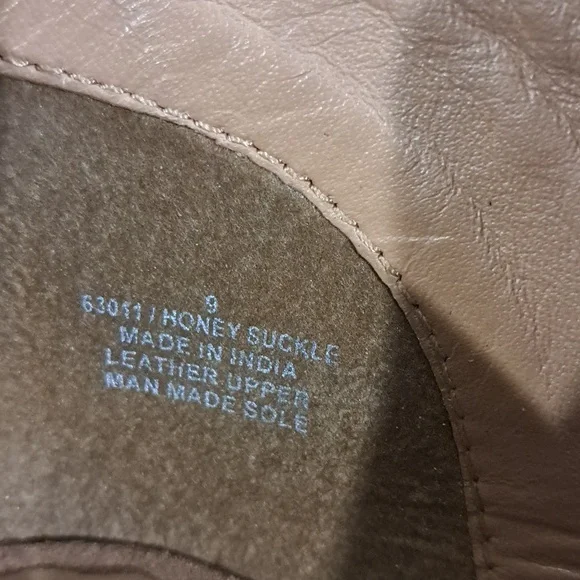 9
63011 / HONEY SUCKLE
MADE IN INDIA
LEATHER UPPER
MAN MADE SOLE